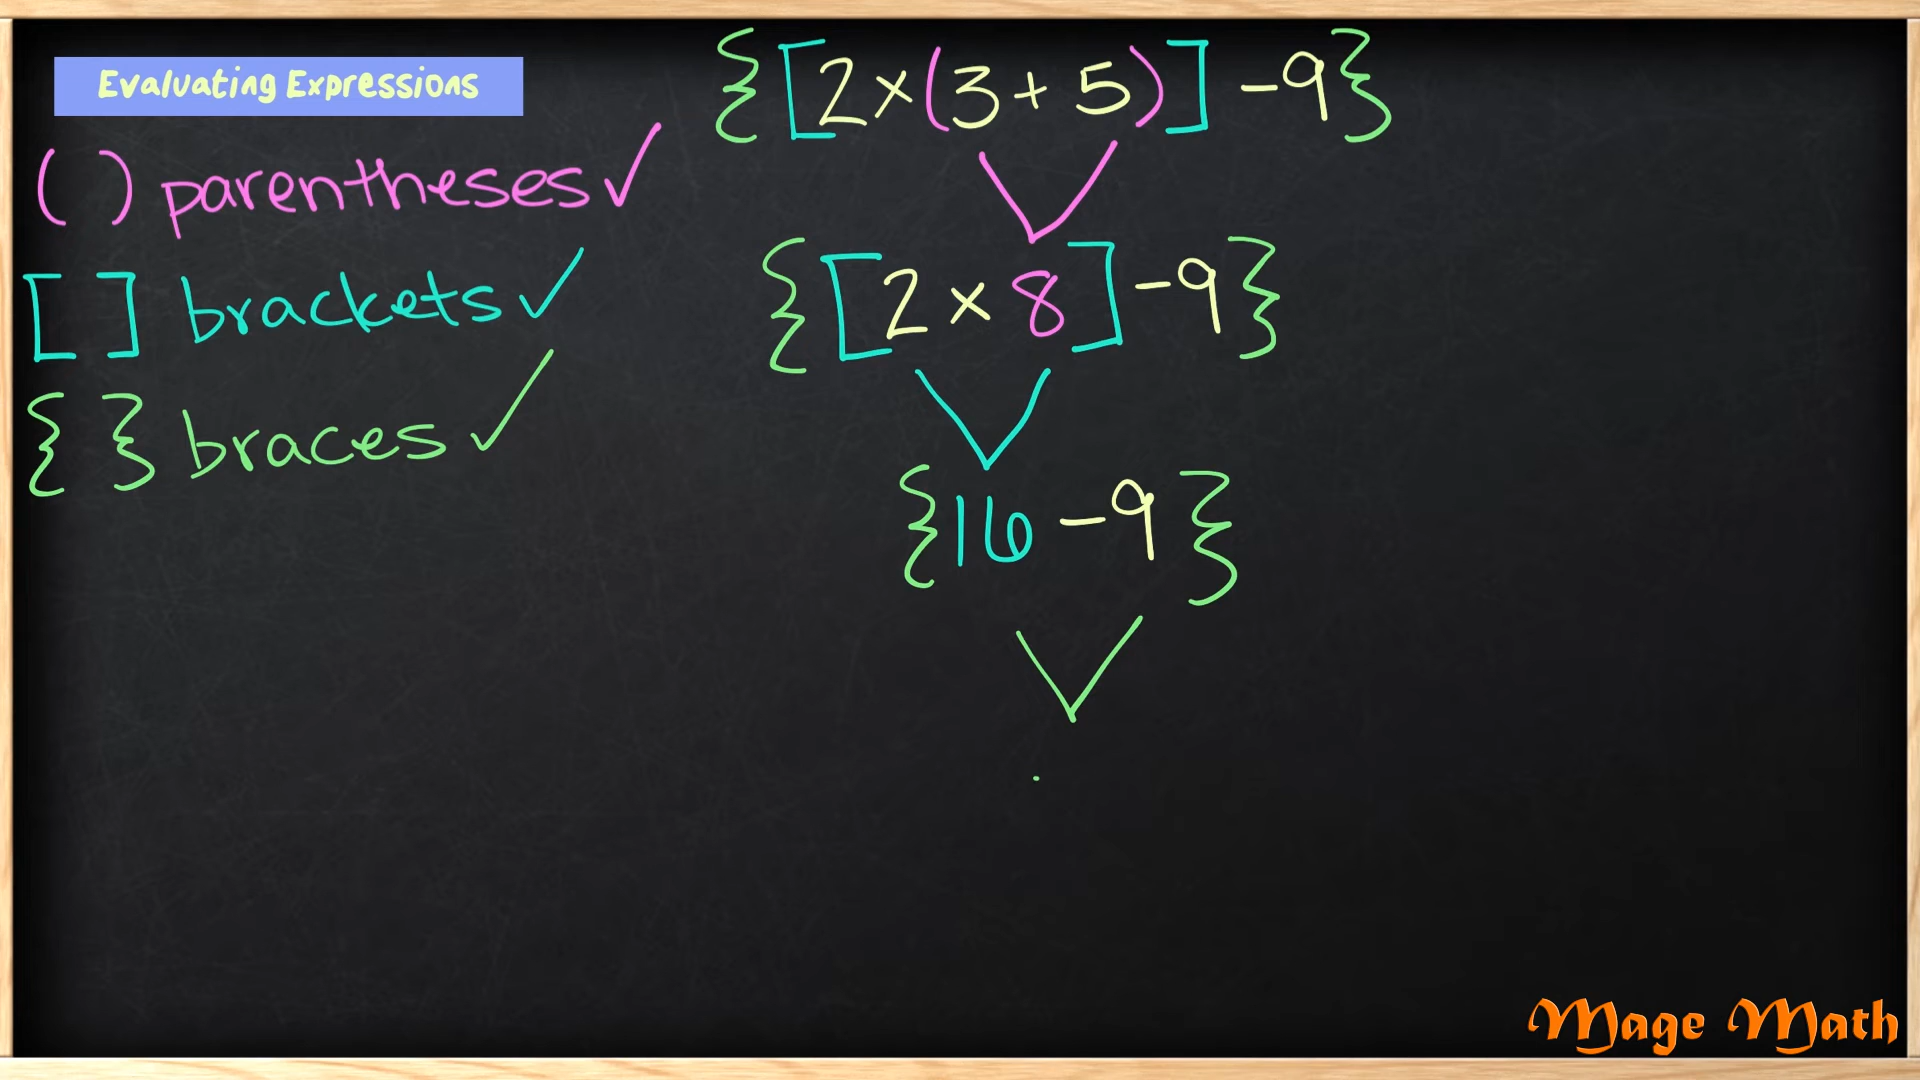 Evaluating Expressions
( ) parentheses ✓
[ ] brackets ✓
{ } braces ✓
{[2×(3+5)]-9}
{[2×8]-9}
{16-9}
Mage Math